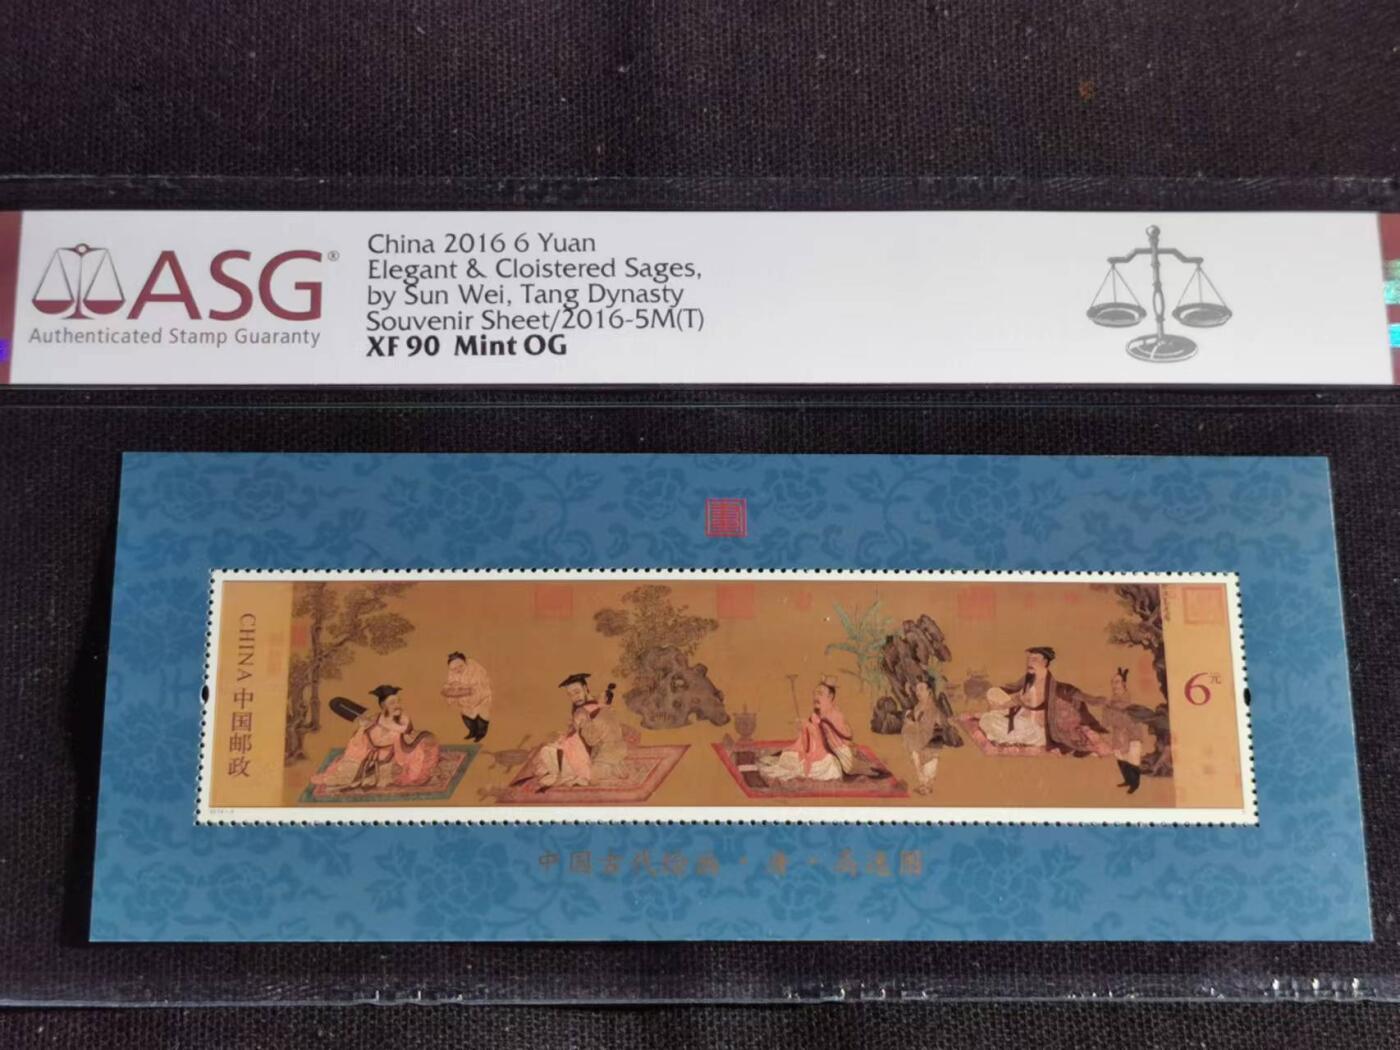 ASG®
Authenticated Stamp Guaranty
China 2016 6 Yuan
Elegant & Cloistered Sages,
by Sun Wei, Tang Dynasty
Souvenir Sheet/2016-5M(T)
XF 90 Mint OG
畫
CHINA 中国邮政
6元
中国古代绘画·唐·高逸图